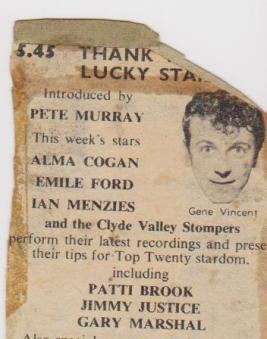 5.45 THANK
LUCKY STA
Introduced by
PETE MURRAY
This week's stars
ALMA COGAN
EMILE FORD
IAN MENZIES
Gene Vincent
and the Clyde Valley Stompers
perform their latest recordings and prese
their tips for Top Twenty stardom.
including
PATTI BROOK
JIMMY JUSTICE
GARY MARSHAL